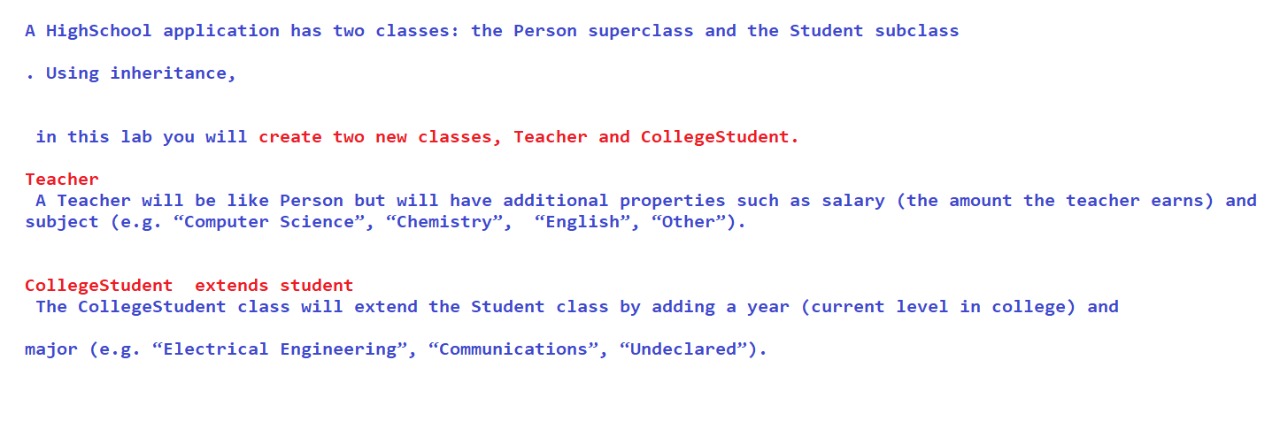 A HighSchool application has two classes: the Person superclass and the Student subclass
. Using inheritance,
in this lab you will create two new classes, Teacher and CollegeStudent.
Teacher
A Teacher will be like Person but will have additional properties such as salary (the amount the teacher earns) and
subject (e.g. “Computer Science”, “Chemistry”,  “English”, “Other”).
CollegeStudent  extends student
The CollegeStudent class will extend the Student class by adding a year (current level in college) and
major (e.g. “Electrical Engineering”, “Communications”, “Undeclared”).